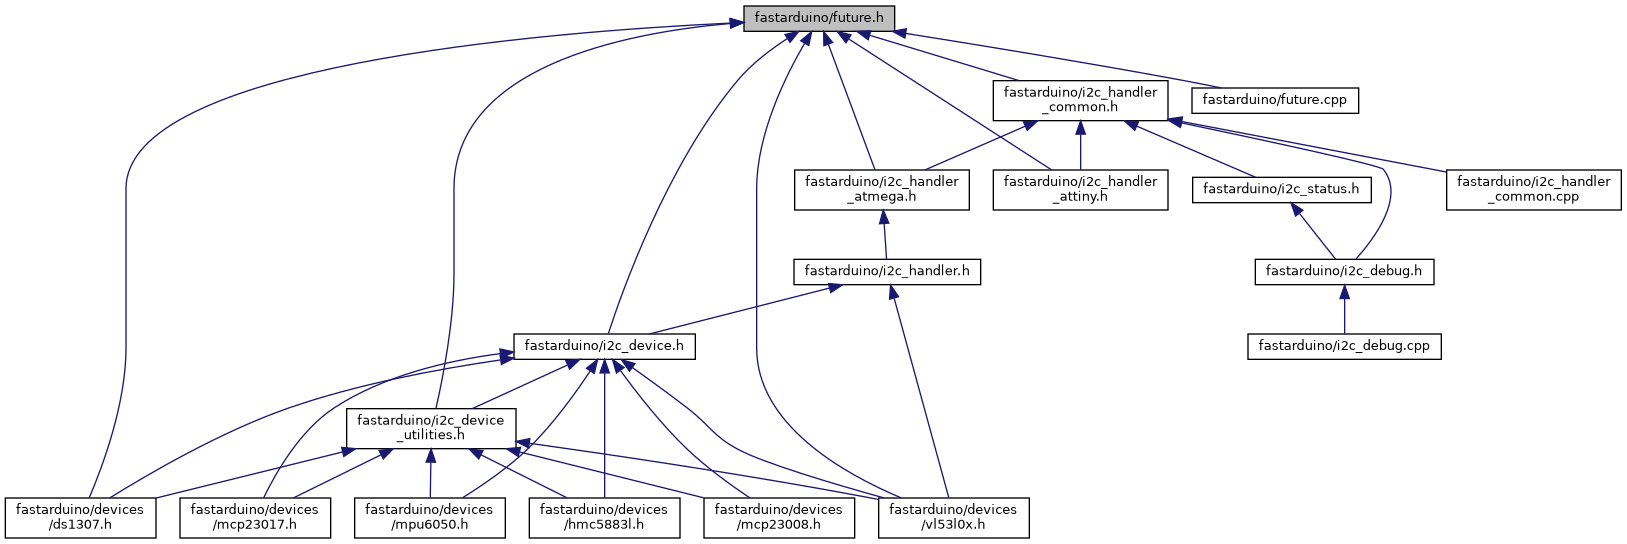 fastarduino/future.h
fastarduino/i2c_handler
_common.h
fastarduino/future.cpp
fastarduino/i2c_handler
_atmega.h
fastarduino/i2c_handler
_attiny.h
fastarduino/i2c_status.h
fastarduino/i2c_handler
_common.cpp
fastarduino/i2c_handler.h
fastarduino/i2c_debug.h
fastarduino/i2c_device.h
fastarduino/i2c_debug.cpp
fastarduino/i2c_device
_utilities.h
fastarduino/devices
/ds1307.h
fastarduino/devices
/mcp23017.h
fastarduino/devices
/mpu6050.h
fastarduino/devices
/hmc5883l.h
fastarduino/devices
/mcp23008.h
fastarduino/devices
/vl53l0x.h